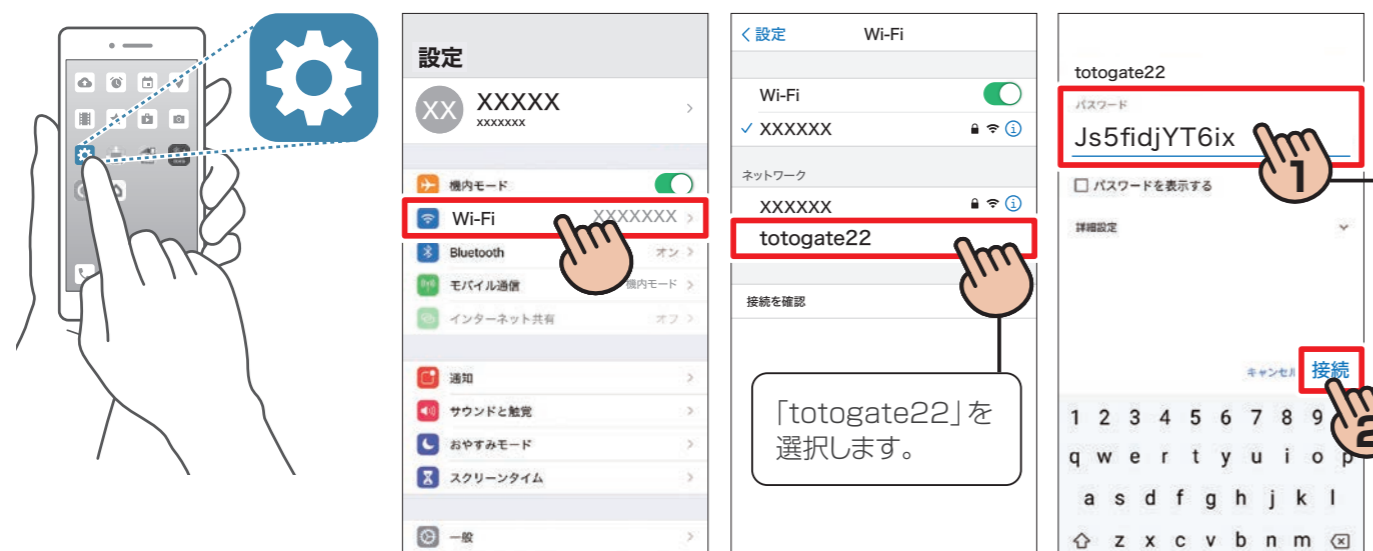 設定
XX
XXXXX
XXXXXXX
機内モード
Wi-Fi
XXXXXXX
Bluetooth
オン
モバイル通信
機内モード
インターネット共有
オフ
通知
サウンドと触覚
おやすみモード
スクリーンタイム
一般
設定
Wi-Fi
Wi-Fi
XXXXXX
ネットワーク
XXXXXX
totogate22
接続を確認
「totogate22」を
選択します。
totogate22
パスワード
Js5fidjYT6ix
1
パスワードを表示する
詳細設定
キャンセル
接続
2
1 2 3 4 5 6 7 8 9
q w e r t y u i o p
a s d f g h j k l
z x c v b n m